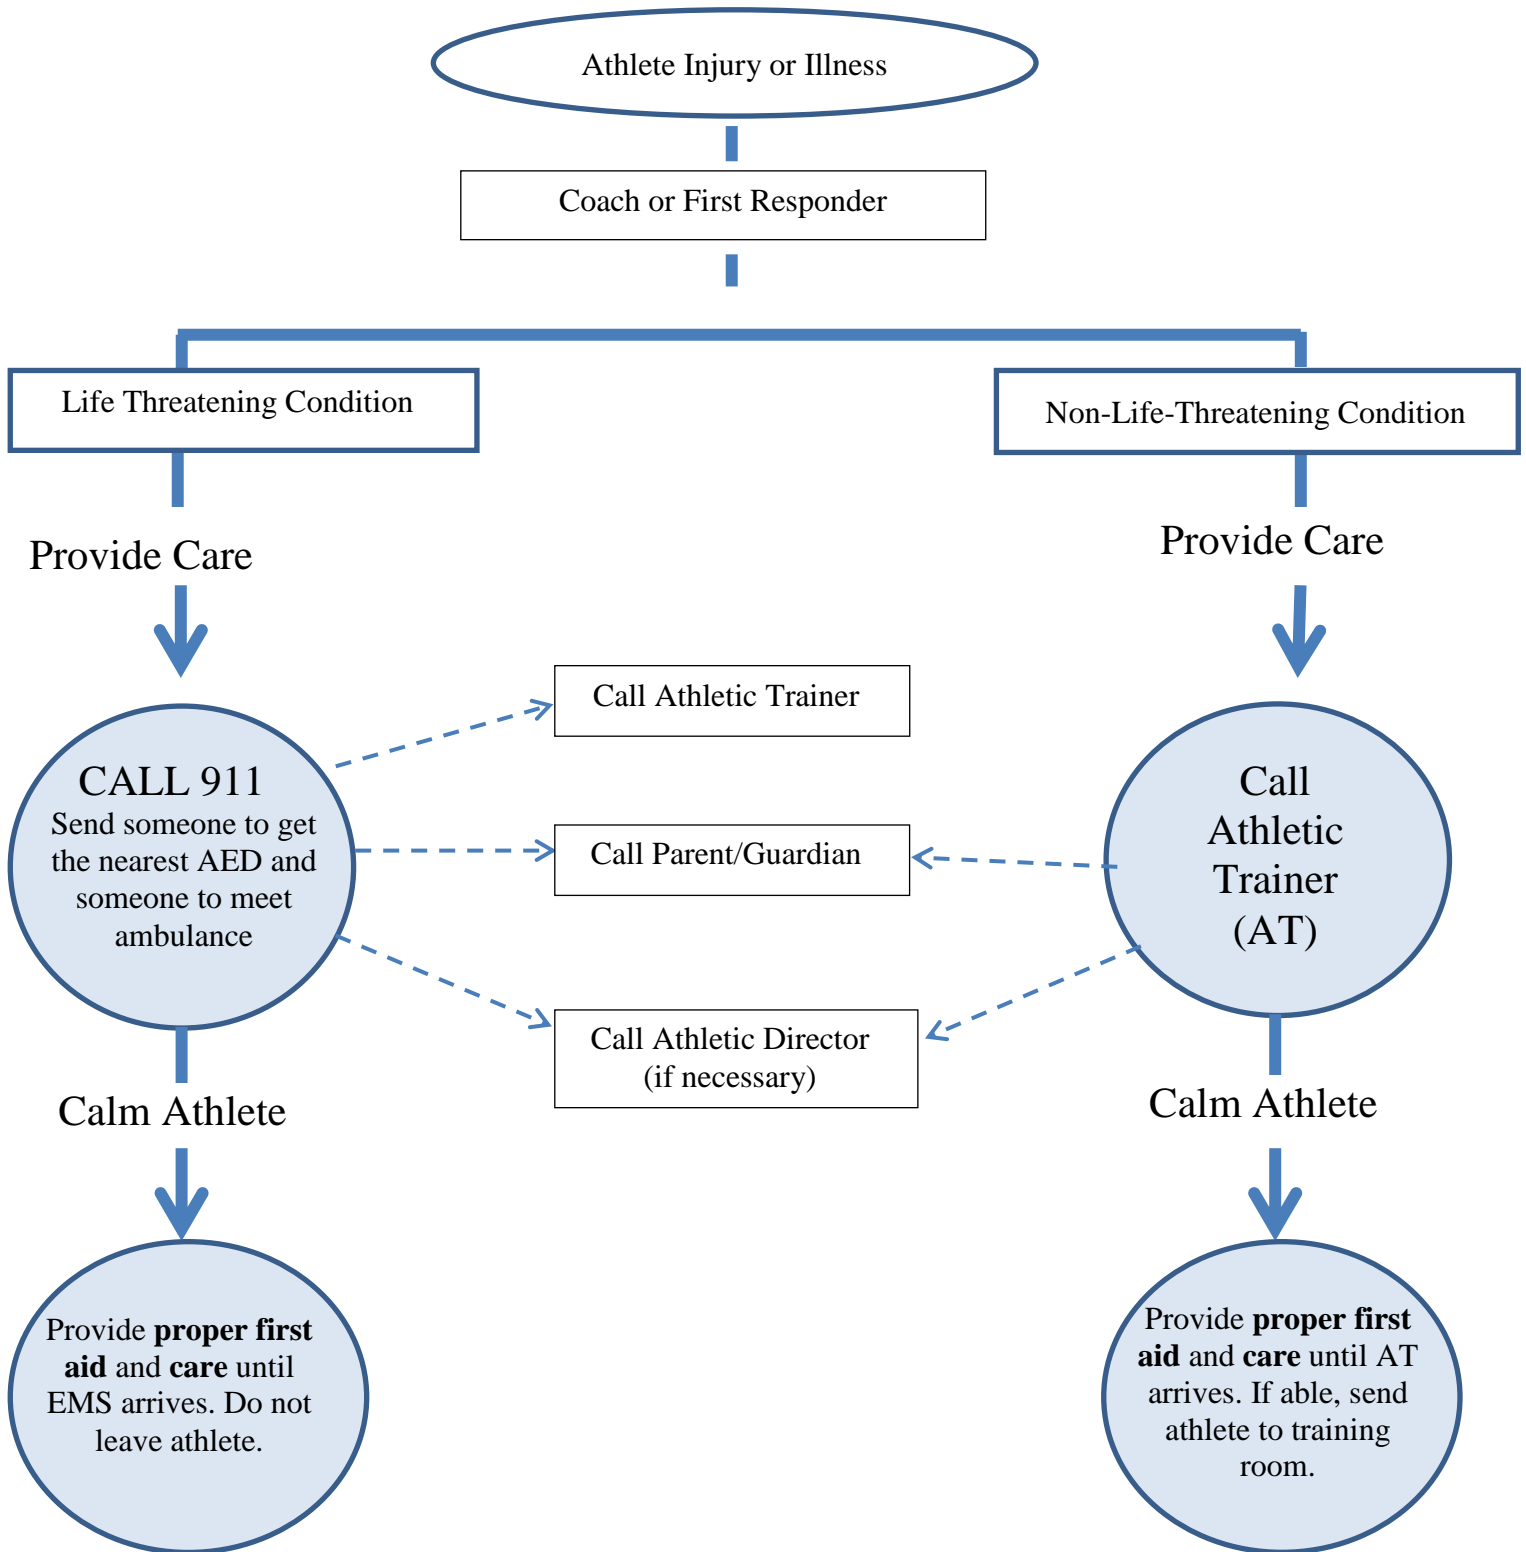 Athlete Injury or Illness
Coach or First Responder
Life Threatening Condition
Non-Life-Threatening Condition
Provide Care
Provide Care
CALL 911
Send someone to get
the nearest AED and
someone to meet
ambulance
Call Athletic Trainer
Call Parent/Guardian
Call Athletic Director
(if necessary)
Call
Athletic
Trainer
(AT)
Calm Athlete
Calm Athlete
Provide proper first
aid and care until
EMS arrives. Do not
leave athlete.
Provide proper first
aid and care until AT
arrives. If able, send
athlete to training
room.